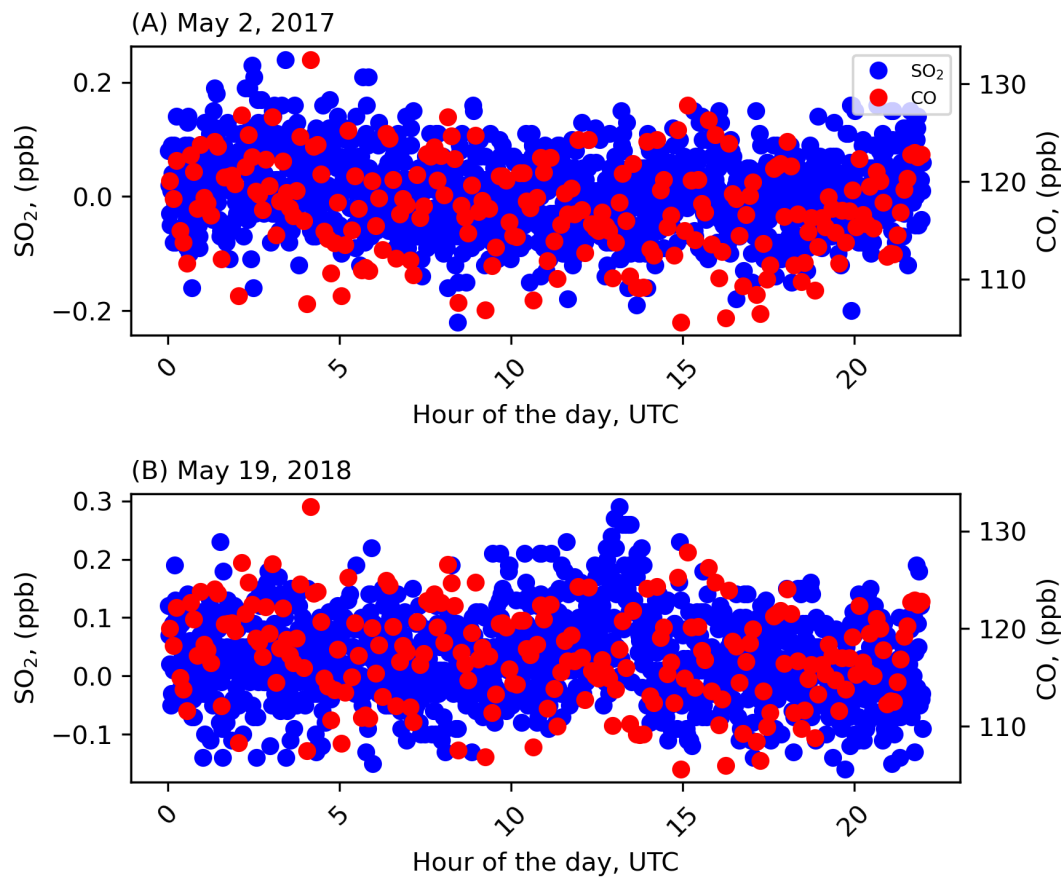 (A) May 2, 2017
SO₂, (ppb)
0.2
0.0
−0.2
SO₂
CO
130
120
110
CO, (ppb)
0
5
10
15
20
Hour of the day, UTC
(B) May 19, 2018
SO₂, (ppb)
0.3
0.2
0.1
0.0
−0.1
130
120
110
CO, (ppb)
0
5
10
15
20
Hour of the day, UTC